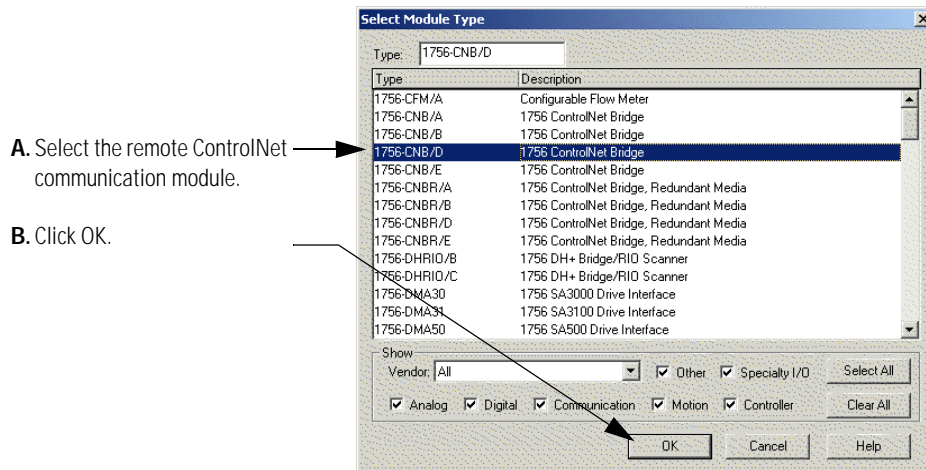 Select Module Type
Type: 1756-CNB/D
Type Description
1756-CFM/A Configurable Flow Meter
1756-CNB/A 1756 ControlNet Bridge
1756-CNB/B 1756 ControlNet Bridge
A. Select the remote ControlNet communication module.
1756-CNB/D 1756 ControlNet Bridge
1756-CNB/E 1756 ControlNet Bridge
1756-CNBR/A 1756 ControlNet Bridge, Redundant Media
1756-CNBR/B 1756 ControlNet Bridge, Redundant Media
1756-CNBR/D 1756 ControlNet Bridge, Redundant Media
B. Click OK.
1756-CNBR/E 1756 ControlNet Bridge, Redundant Media
1756-DHRIO/B 1756 DH+ Bridge/RIO Scanner
1756-DHRIO/C 1756 DH+ Bridge/RIO Scanner
1756-DMA30 1756 SA3000 Drive Interface
1756-DMA31 1756 SA3100 Drive Interface
1756-DMA50 1756 SA500 Drive Interface
Show
Vendor: All Other Specialty I/O Select All
Analog Digital Communication Motion Controller Clear All
OK Cancel Help